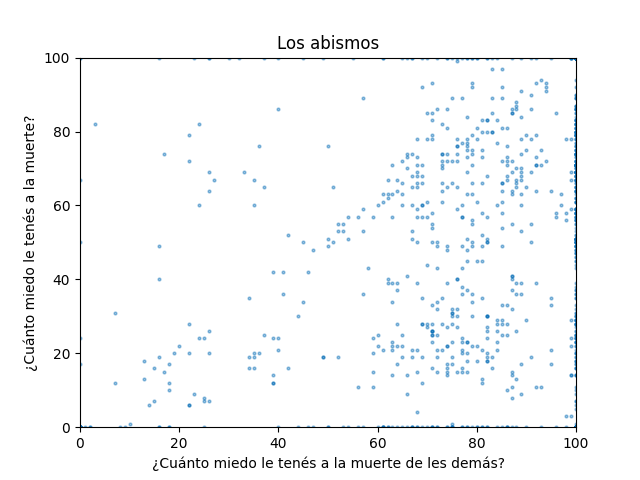 Los abismos
100
80
60
40
20
0
¿Cuánto miedo le tenés a la muerte?
0 20 40 60 80 100
¿Cuánto miedo le tenés a la muerte de les demás?